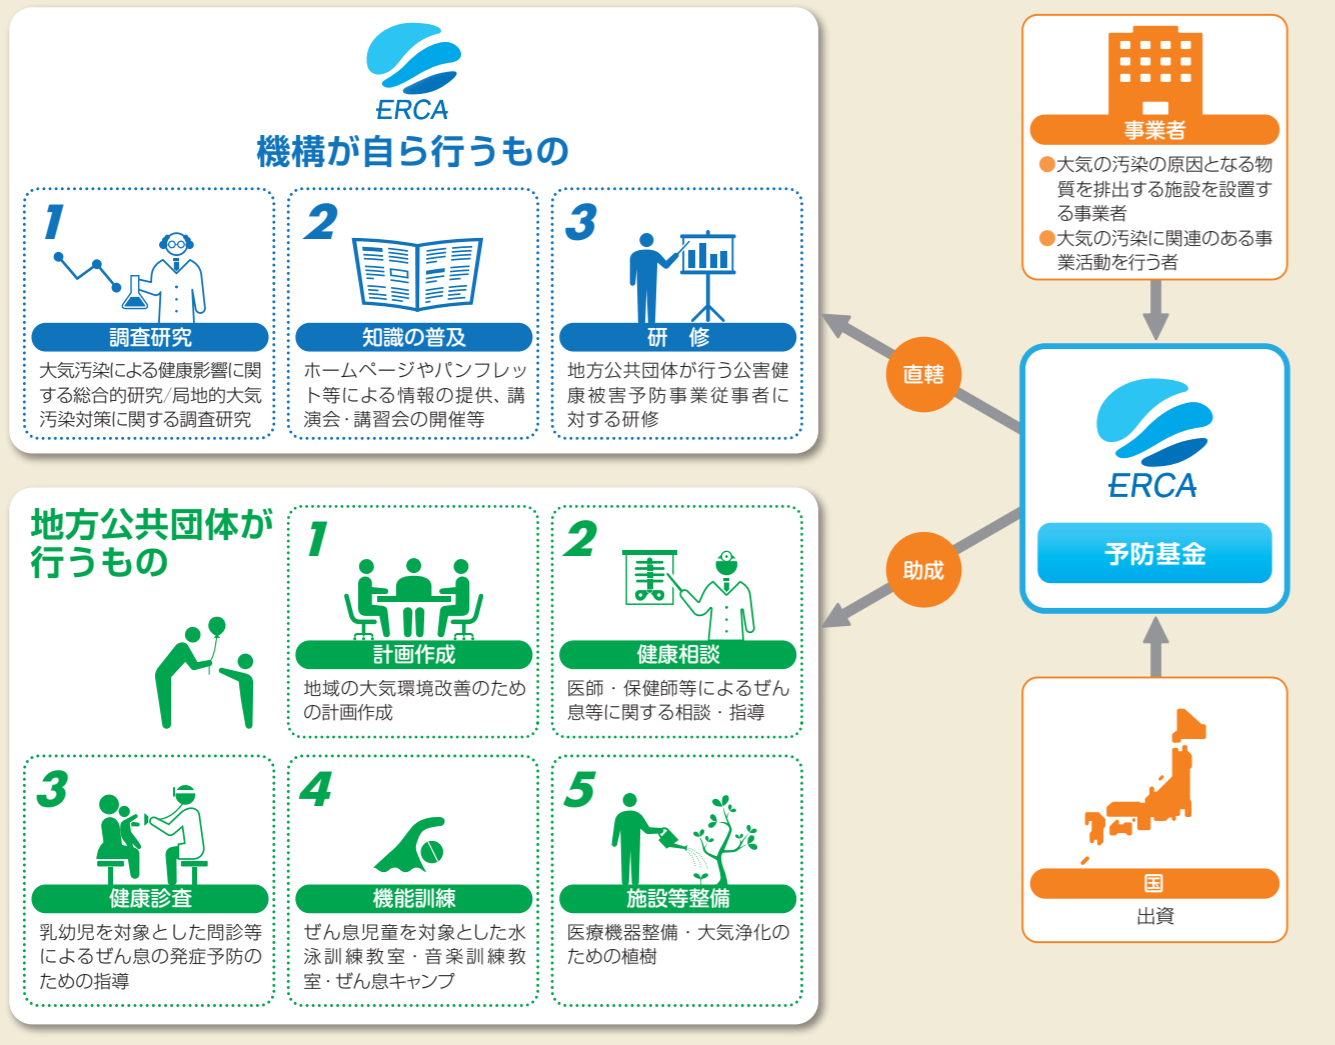 ERCA
機構が自ら行うもの
1
調査研究
大気汚染による健康影響に関
する総合的研究/局地的大気
汚染対策に関する調査研究
2
知識の普及
ホームページやパンフレッ
ト等による情報の提供、講
演会・講習会の開催等
3
研　修
地方公共団体が行う公害健
康被害予防事業従事者に
対する研修
地方公共団体が
行うもの
1
計画作成
地域の大気環境改善のため
の計画作成
2
健康相談
医師・保健師等によるぜん
息等に関する相談・指導
3
健康診査
乳幼児を対象とした問診等
によるぜん息の発症予防の
ための指導
4
機能訓練
ぜん息児童を対象とした水
泳訓練教室・音楽訓練教
室・ぜん息キャンプ
5
施設等整備
医療機器整備・大気浄化の
ための植樹
直轄
助成
事業者
●大気の汚染の原因となる物
質を排出する施設を設置す
る事業者
●大気の汚染に関連のある事
業活動を行う者
ERCA
予防基金
国
出資